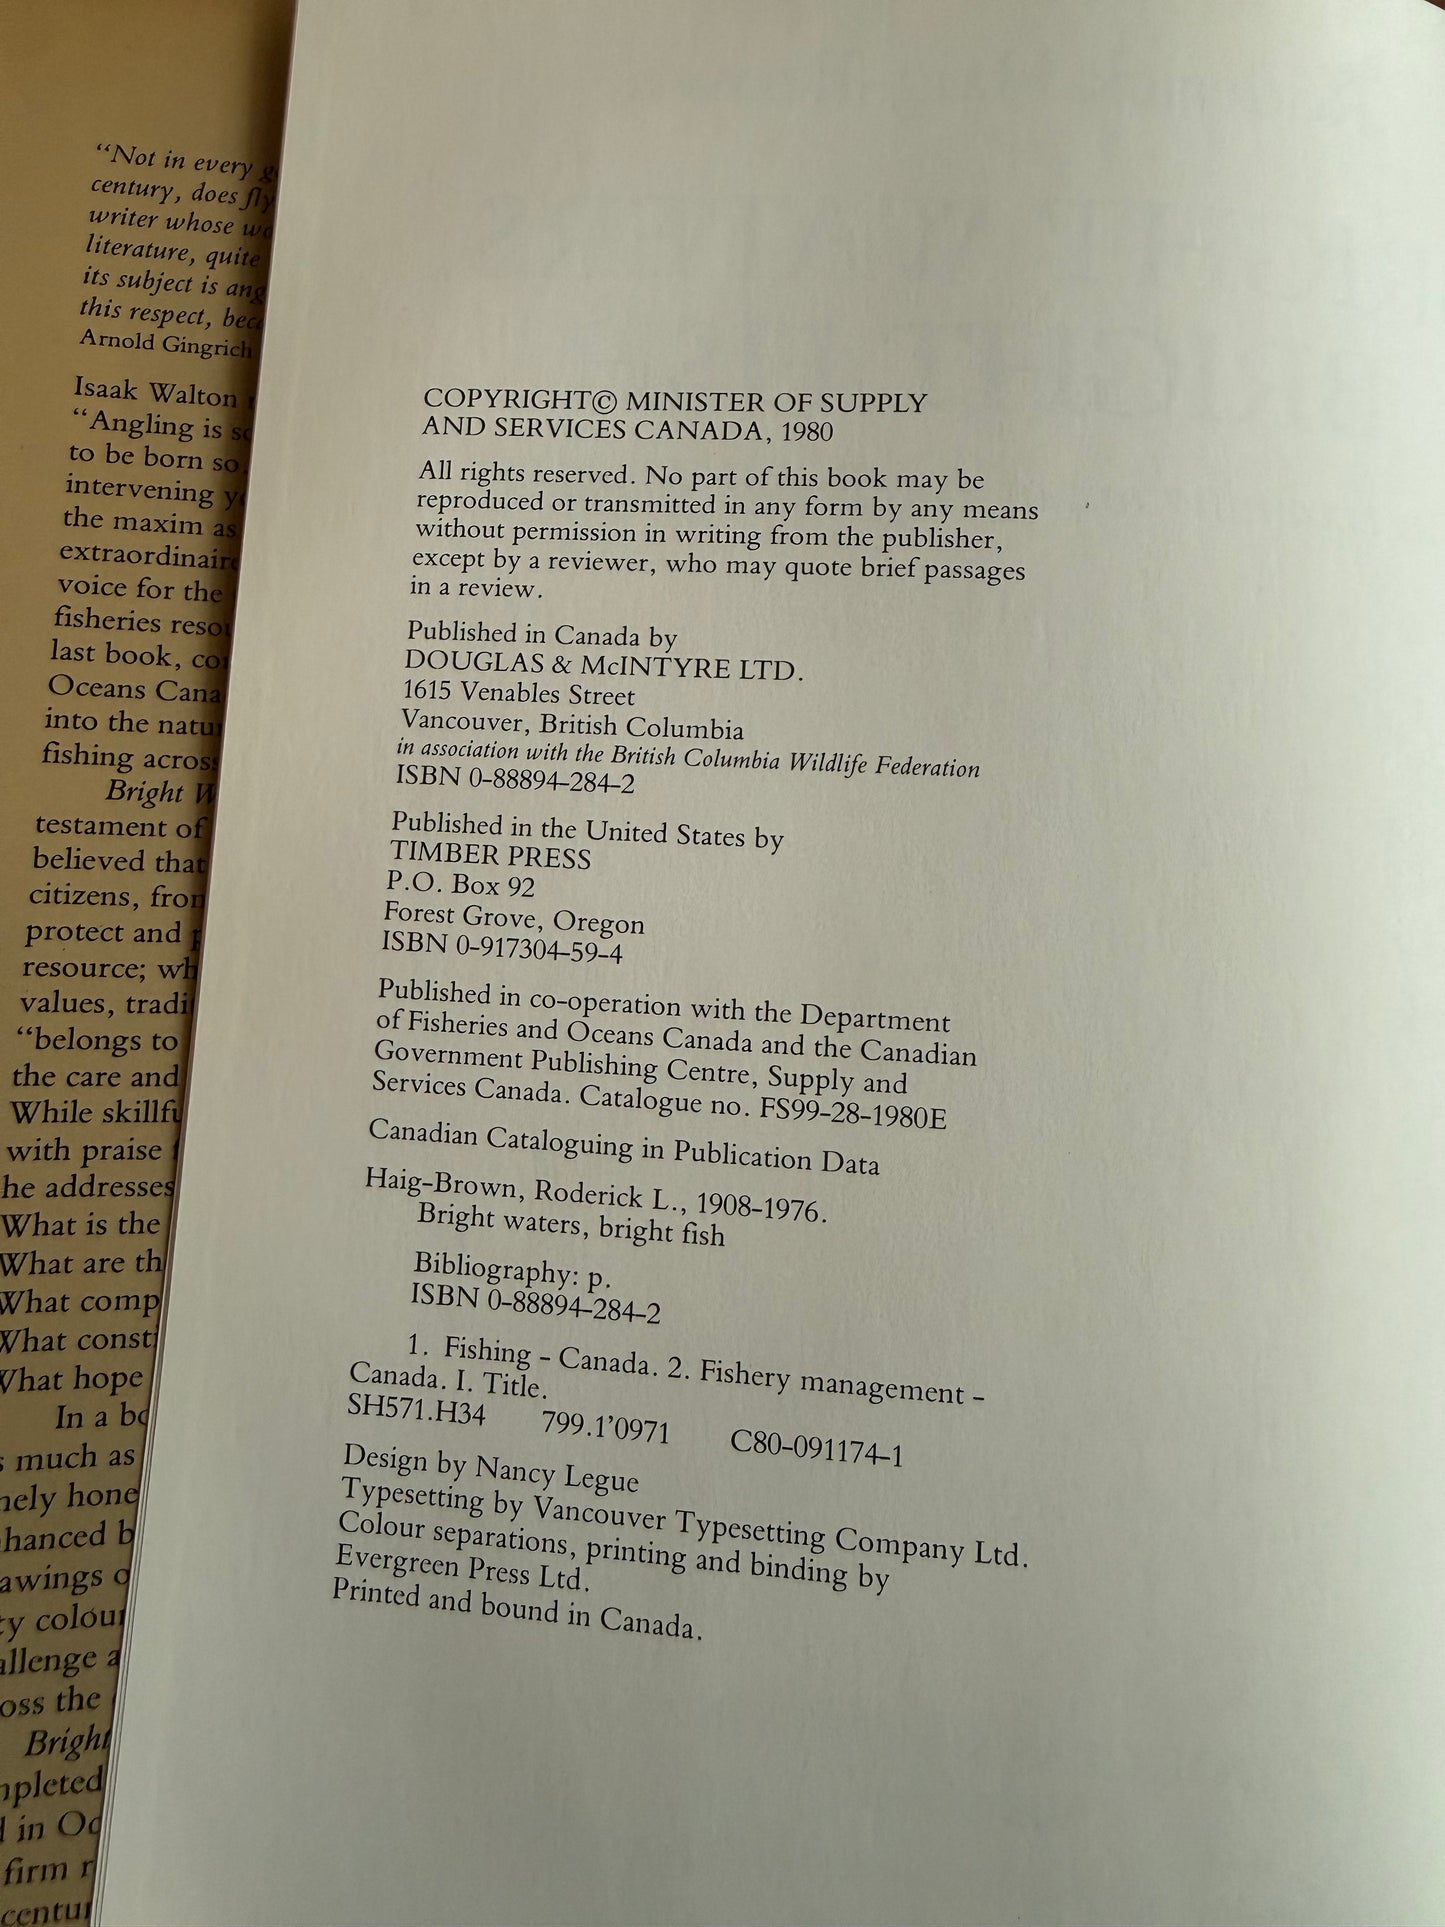 “Not in every
century, does fly
writer whose
literature, quite
its subject is ang
this respect, bec
Arnold Gingrich
Isaak Walton
“Angling is so
to be born so
intervening y
the maxim as
extraordinaire
voice for the
fisheries reso
last book, co
Oceans Cana
into the natu
fishing across
Bright W
testament of
believed that
citizens, from
protect and p
resource; wh
values, tradi
“belongs to
the care and
While skillfu
with praise
he addresses
What is the
What are th
What comp
What consti
What hope
In a bo
s much as
nely hone
nhanced b
awings o
ty colour
allenge a
oss the
Bright
mpleted
l in Oc
firm r
centur
COPYRIGHT© MINISTER OF SUPPLY
AND SERVICES CANADA, 1980
All rights reserved. No part of this book may be
reproduced or transmitted in any form by any means
without permission in writing from the publisher,
except by a reviewer, who may quote brief passages
in a review.
Published in Canada by
DOUGLAS & McINTYRE LTD.
1615 Venables Street
Vancouver, British Columbia
in association with the British Columbia Wildlife Federation
ISBN 0-88894-284-2
Published in the United States by
TIMBER PRESS
P.O. Box 92
Forest Grove, Oregon
ISBN 0-917304-59-4
Published in co-operation with the Department
of Fisheries and Oceans Canada and the Canadian
Government Publishing Centre, Supply and
Services Canada. Catalogue no. FS99-28-1980E
Canadian Cataloguing in Publication Data
Haig-Brown, Roderick L., 1908-1976.
Bright waters, bright fish
Bibliography: p.
ISBN 0-88894-284-2
1. Fishing - Canada. 2. Fishery management -
Canada. I. Title.
SH571.H34 799.1’0971 C80-091174-1
Design by Nancy Legue
Typesetting by Vancouver Typesetting Company Ltd.
Colour separations, printing and binding by
Evergreen Press Ltd.
Printed and bound in Canada.